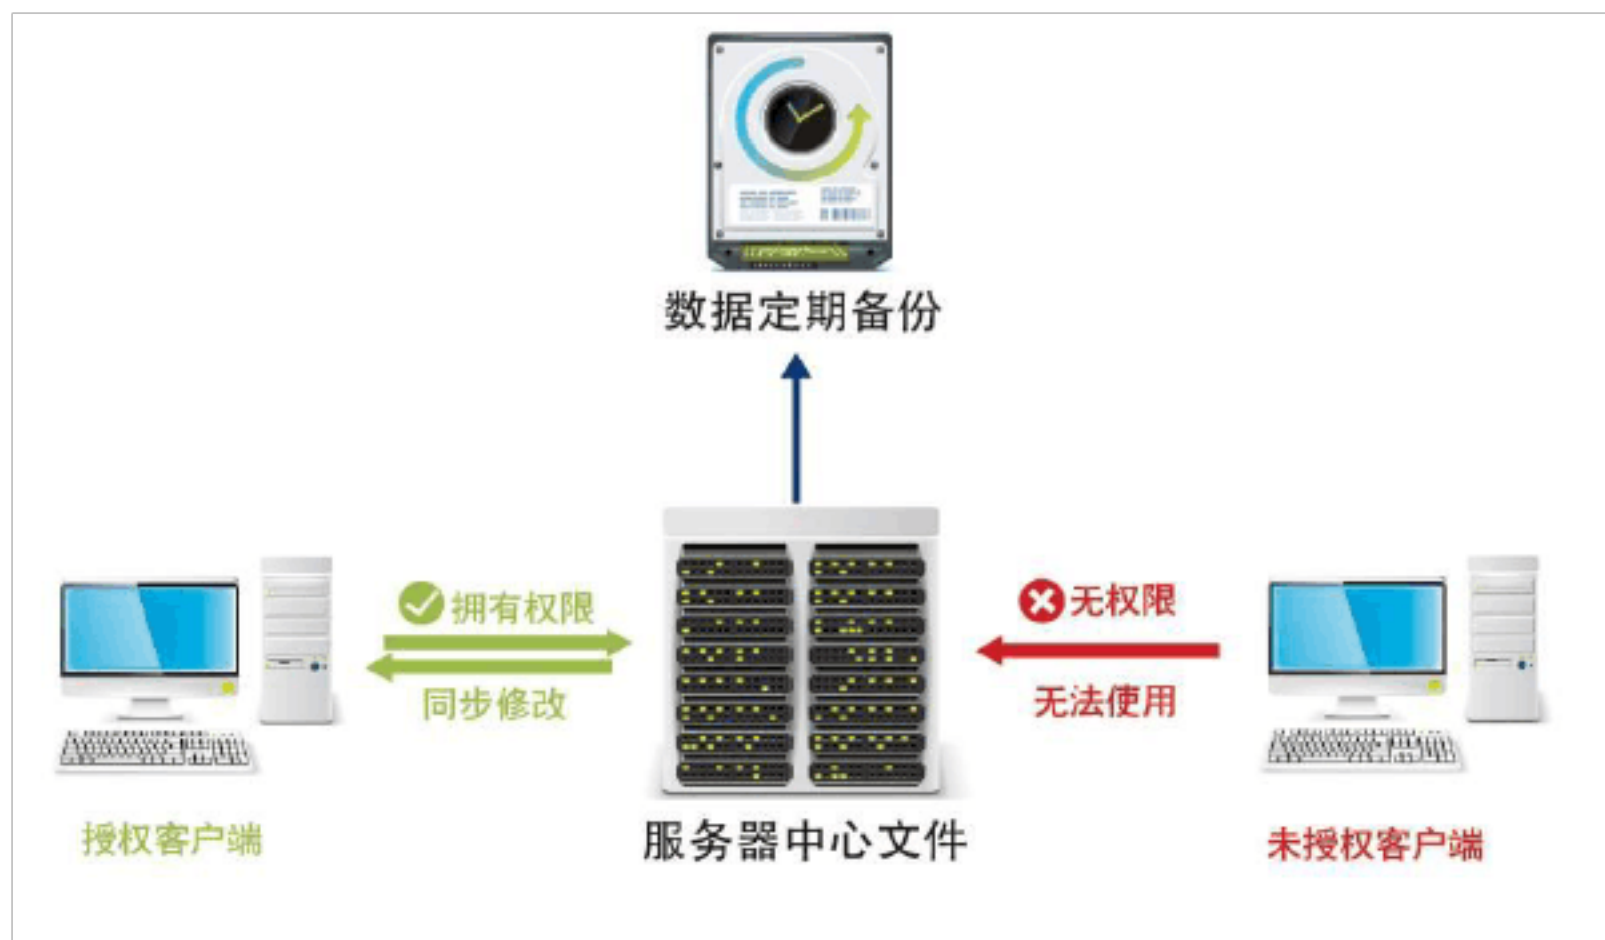 数据定期备份
拥有权限
同步修改
无权限
无法使用
授权客户端
服务器中心文件
未授权客户端